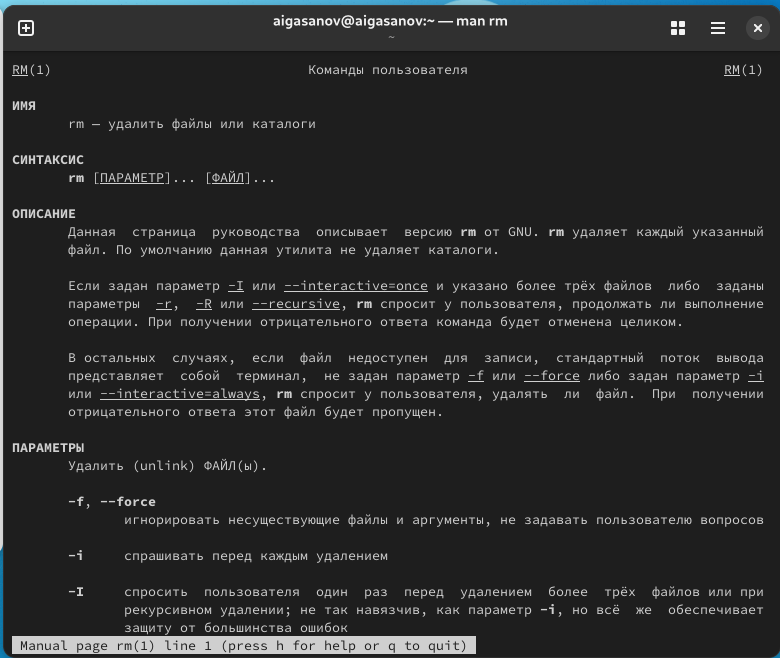 aigasanov@aigasanov:~ — man rm
~
RM(1) Команды пользователя RM(1)
ИМЯ
rm — удалить файлы или каталоги
СИНТАКСИС
rm [ПАРАМЕТР]... [ФАЙЛ]...
ОПИСАНИЕ
Данная страница руководства описывает версию rm от GNU. rm удаляет каждый указанный
файл. По умолчанию данная утилита не удаляет каталоги.
Если задан параметр -I или --interactive=once и указано более трёх файлов либо заданы
параметры -r, -R или --recursive, rm спросит у пользователя, продолжать ли выполнение
операции. При получении отрицательного ответа команда будет отменена целиком.
В остальных случаях, если файл недоступен для записи, стандартный поток вывода
представляет собой терминал, не задан параметр -f или --force либо задан параметр -i
или --interactive=always, rm спросит у пользователя, удалять ли файл. При получении
отрицательного ответа этот файл будет пропущен.
ПАРАМЕТРЫ
Удалить (unlink) ФАЙЛ(ы).
-f, --force
игнорировать несуществующие файлы и аргументы, не задавать пользователю вопросов
-i спрашивать перед каждым удалением
-I спросить пользователя один раз перед удалением более трёх файлов или при
рекурсивном удалении; не так навязчив, как параметр -i, но всё же обеспечивает
защиту от большинства ошибок
Manual page rm(1) line 1 (press h for help or q to quit)